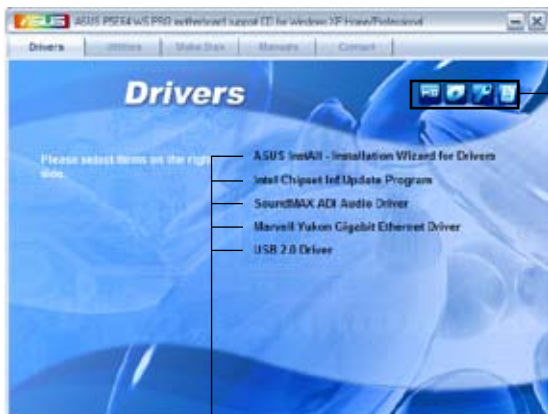 ASUS P5E64 WS PRO motherboard support CD for Windows XP Home/Professional
Drivers Utilities Make Disk Manuals Contact
Drivers
Please select items on the right side.
ASUS InstAll - Installation Wizard for Drivers
Intel Chipset Inf Update Program
SoundMAX ADI Audio Driver
Marvell Yukon Gigabit Ethernet Driver
USB 2.0 Driver